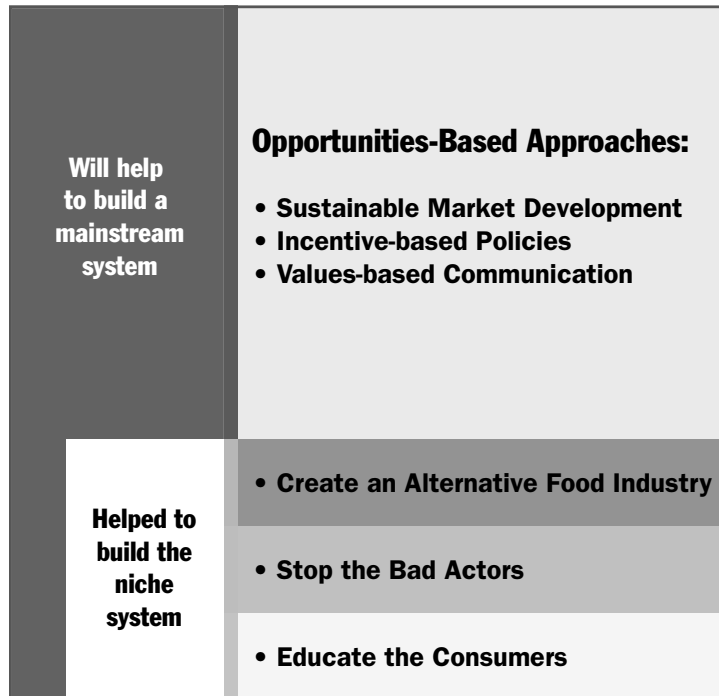 Will help
to build a
mainstream
system
Opportunities-Based Approaches:
• Sustainable Market Development
• Incentive-based Policies
• Values-based Communication
Helped to
build the
niche
system
• Create an Alternative Food Industry
• Stop the Bad Actors
• Educate the Consumers